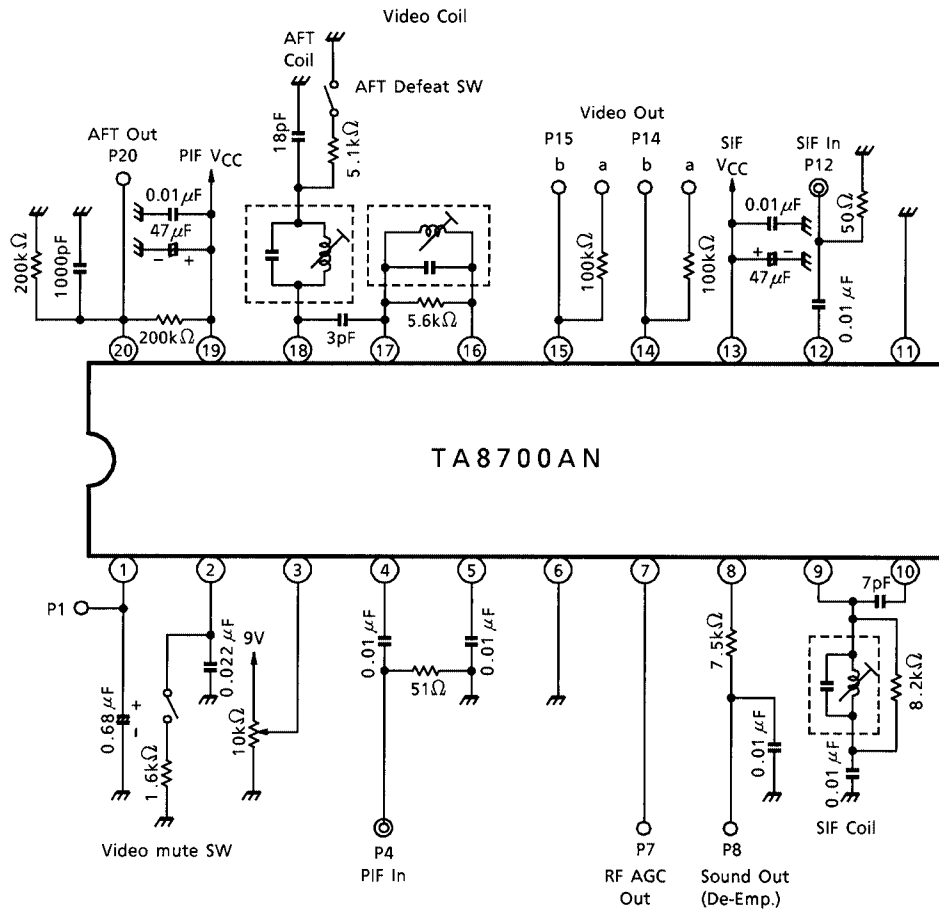 Video Coil
AFT
Coil
AFT Defeat SW
18pF
5.1kΩ
AFT Out
P20
PIF VCC
0.01μF
47μF
- +
200kΩ
1000pF
200kΩ
3pF
5.6kΩ
Video Out
P15
b a
P14
b a
100kΩ
100kΩ
SIF
VCC
0.01μF
+ -
47μF
SIF In
P12
50Ω
0.01μF
20 19 18 17 16 15 14 13 12 11
TA8700AN
1 2 3 4 5 6 7 8 9 10
P1
0.68μF
+
-
0.022μF
1.6kΩ
Video mute SW
9V
10kΩ
0.01μF
51Ω
0.01μF
P4
PIF In
P7
RF AGC
Out
7.5kΩ
0.01μF
P8
Sound Out
(De-Emp.)
7pF
8.2kΩ
0.01μF
SIF Coil